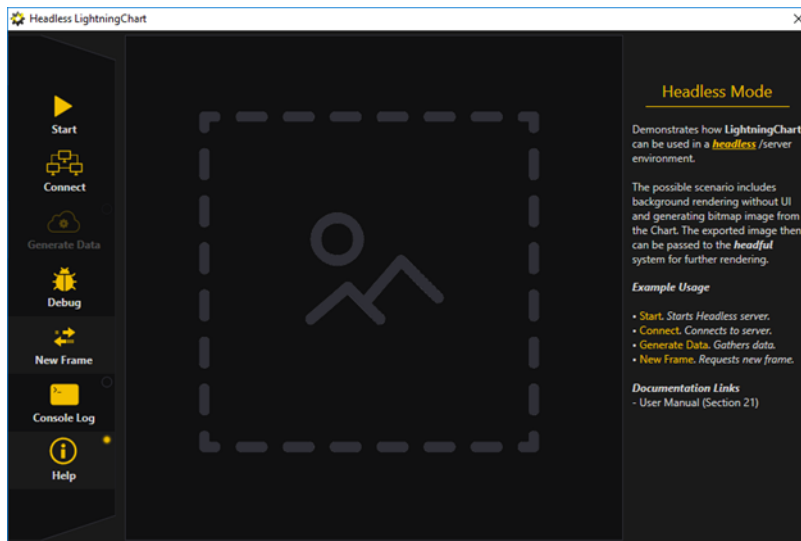 Headless LightningChart
Start
Connect
Generate Data
Debug
New Frame
Console Log
Help
Headless Mode
Demonstrates how LightningChart
can be used in a headless /server
environment.
The possible scenario includes
background rendering without UI
and generating bitmap image from
the Chart. The exported image then
can be passed to the headful
system for further rendering.
Example Usage
• Start. Starts Headless server.
• Connect. Connects to server.
• Generate Data. Gathers data.
• New Frame. Requests new frame.
Documentation Links
- User Manual (Section 21)